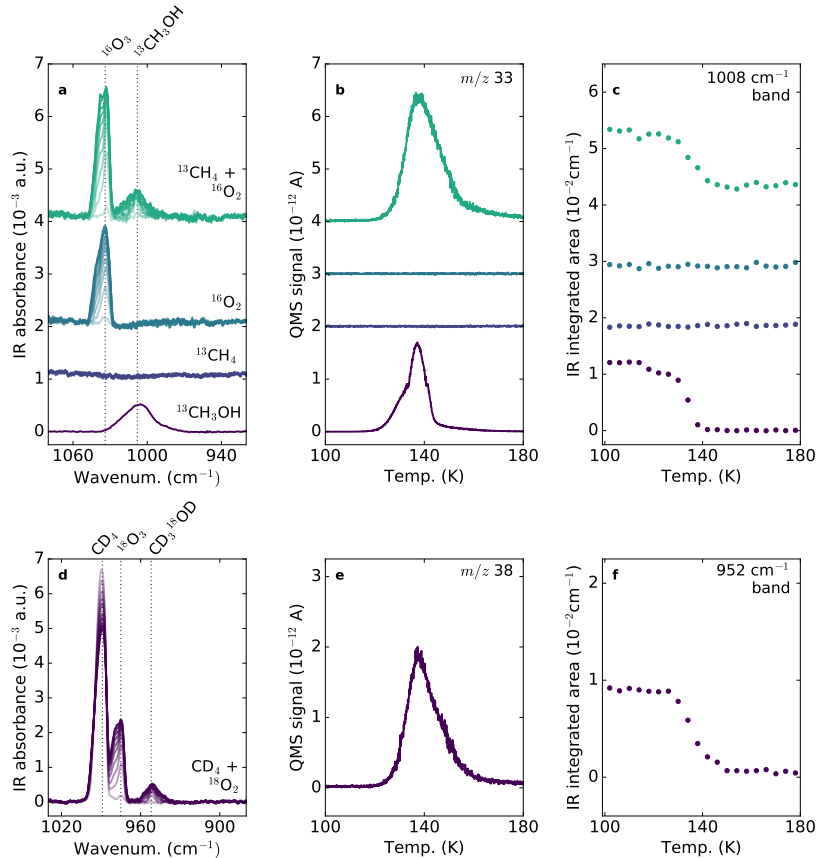 ¹⁶O₃
¹³CH₃OH
a
7
6
5
4
3
2
1
0
IR absorbance (10⁻³ a.u.)
¹³CH₄ +
¹⁶O₂
¹⁶O₂
¹³CH₄
¹³CH₃OH
1060
1000
940
Wavenum. (cm⁻¹)
b
m/z 33
7
6
5
4
3
2
1
0
QMS signal (10⁻¹² A)
100
140
180
Temp. (K)
c
1008 cm⁻¹
band
6
5
4
3
2
1
0
IR integrated area (10⁻²cm⁻¹)
100
140
180
Temp. (K)
CD₄
¹⁸O₃
CD₃¹⁸OD
d
7
6
5
4
3
2
1
0
IR absorbance (10⁻³ a.u.)
CD₄ +
¹⁸O₂
1020
960
900
Wavenum. (cm⁻¹)
e
m/z 38
3
2
1
0
QMS signal (10⁻¹² A)
100
140
180
Temp. (K)
f
952 cm⁻¹
band
2
1
0
IR integrated area (10⁻²cm⁻¹)
100
140
180
Temp. (K)